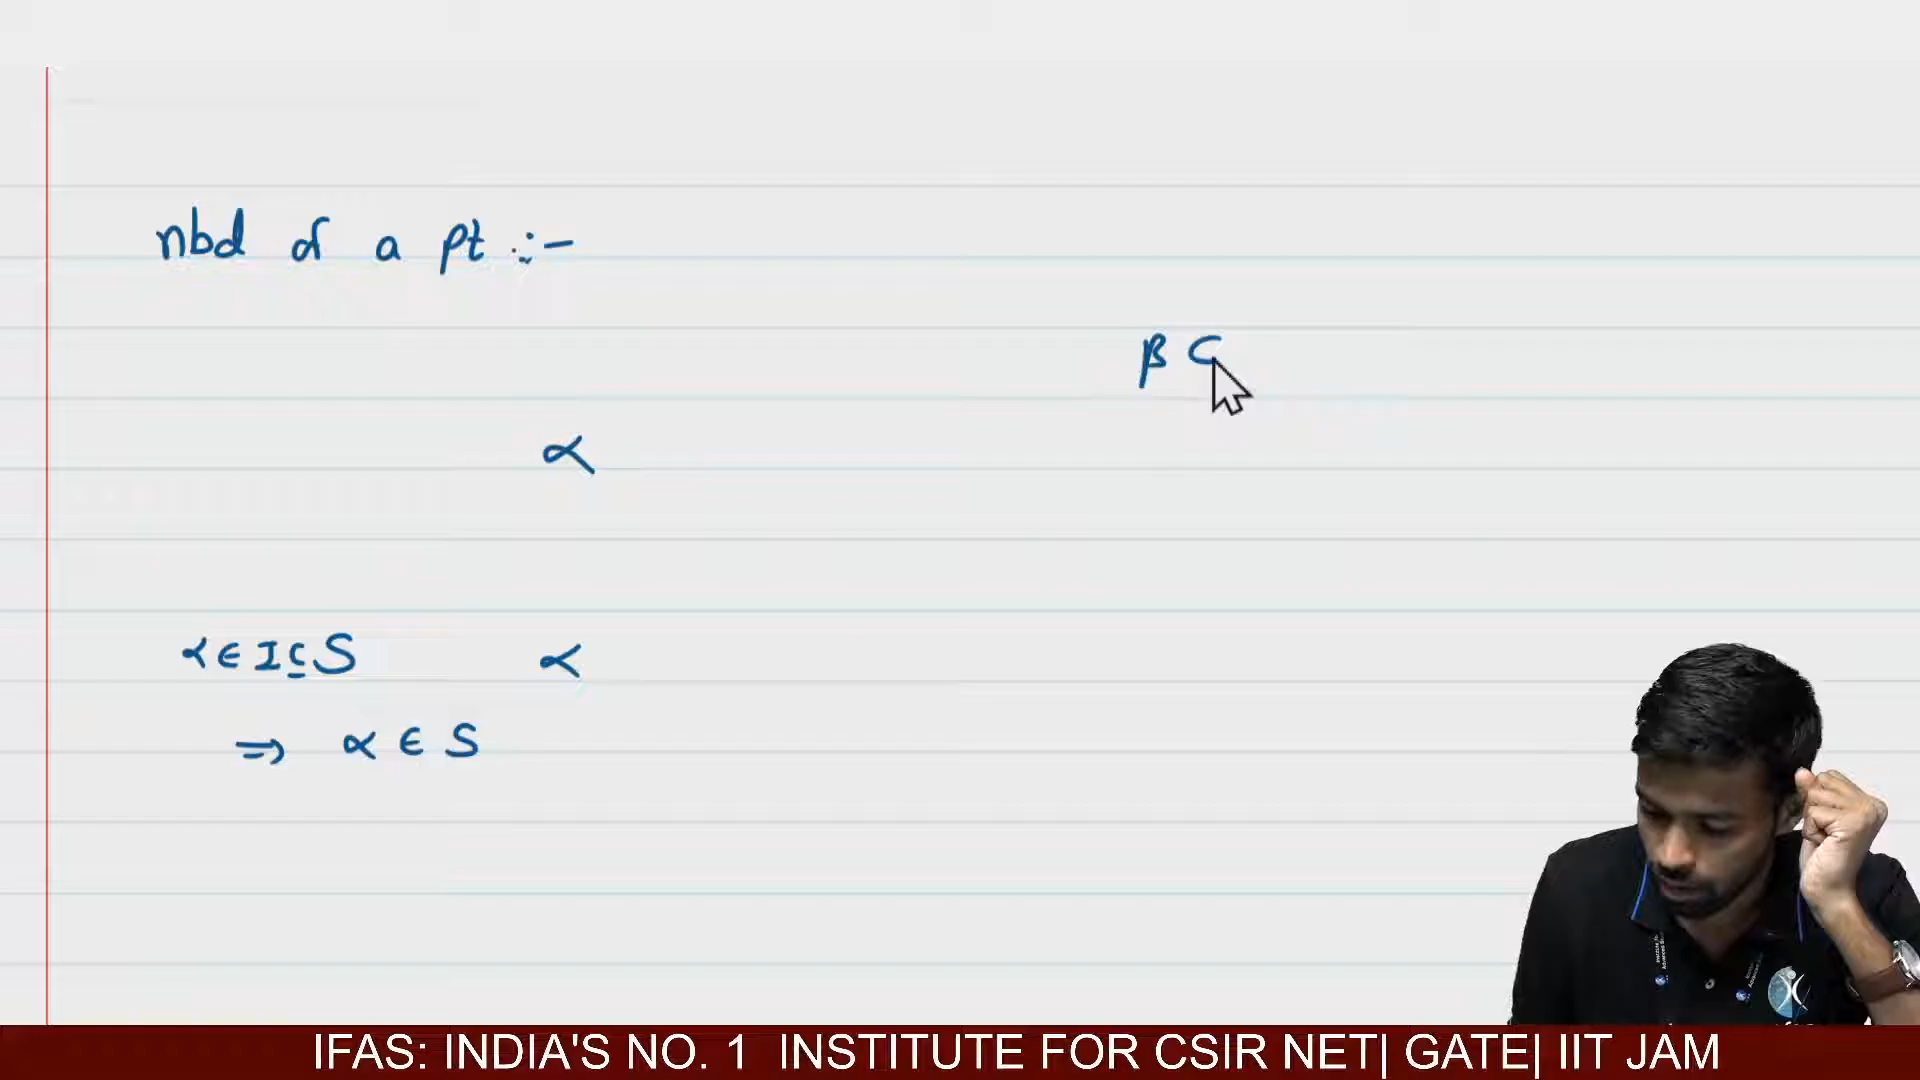 nbd of a pt :-
β C
α
α ∈ I ⊆ S α
⇒ α ∈ S
IFAS: INDIA'S NO. 1 INSTITUTE FOR CSIR NET| GATE| IIT JAM